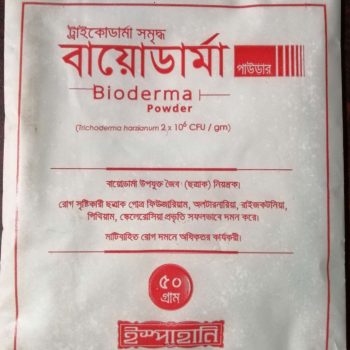 ট্রাইকোডার্মা সমৃদ্ধ
বায়োডার্মা পাউডার
Bioderma
Powder
(Trichoderma harzianum 2 x 10⁶ CFU / gm)
বায়োডার্মা উপযুক্ত জৈব (ছত্রাক) নিয়ন্ত্রক।
রোগ সৃষ্টিকারী ছত্রাক গোত্র ফিউজারিয়াম, অলটারনারিয়া, রাইজকটনিয়া,
পিথিয়াম, স্কেলেরোসিয়া প্রভৃতি সফলভাবে দমন করে।
মাটিবাহিত রোগ দমনে অধিকতর কার্যকরী।
৫০
গ্রাম
ইস্পাহানি